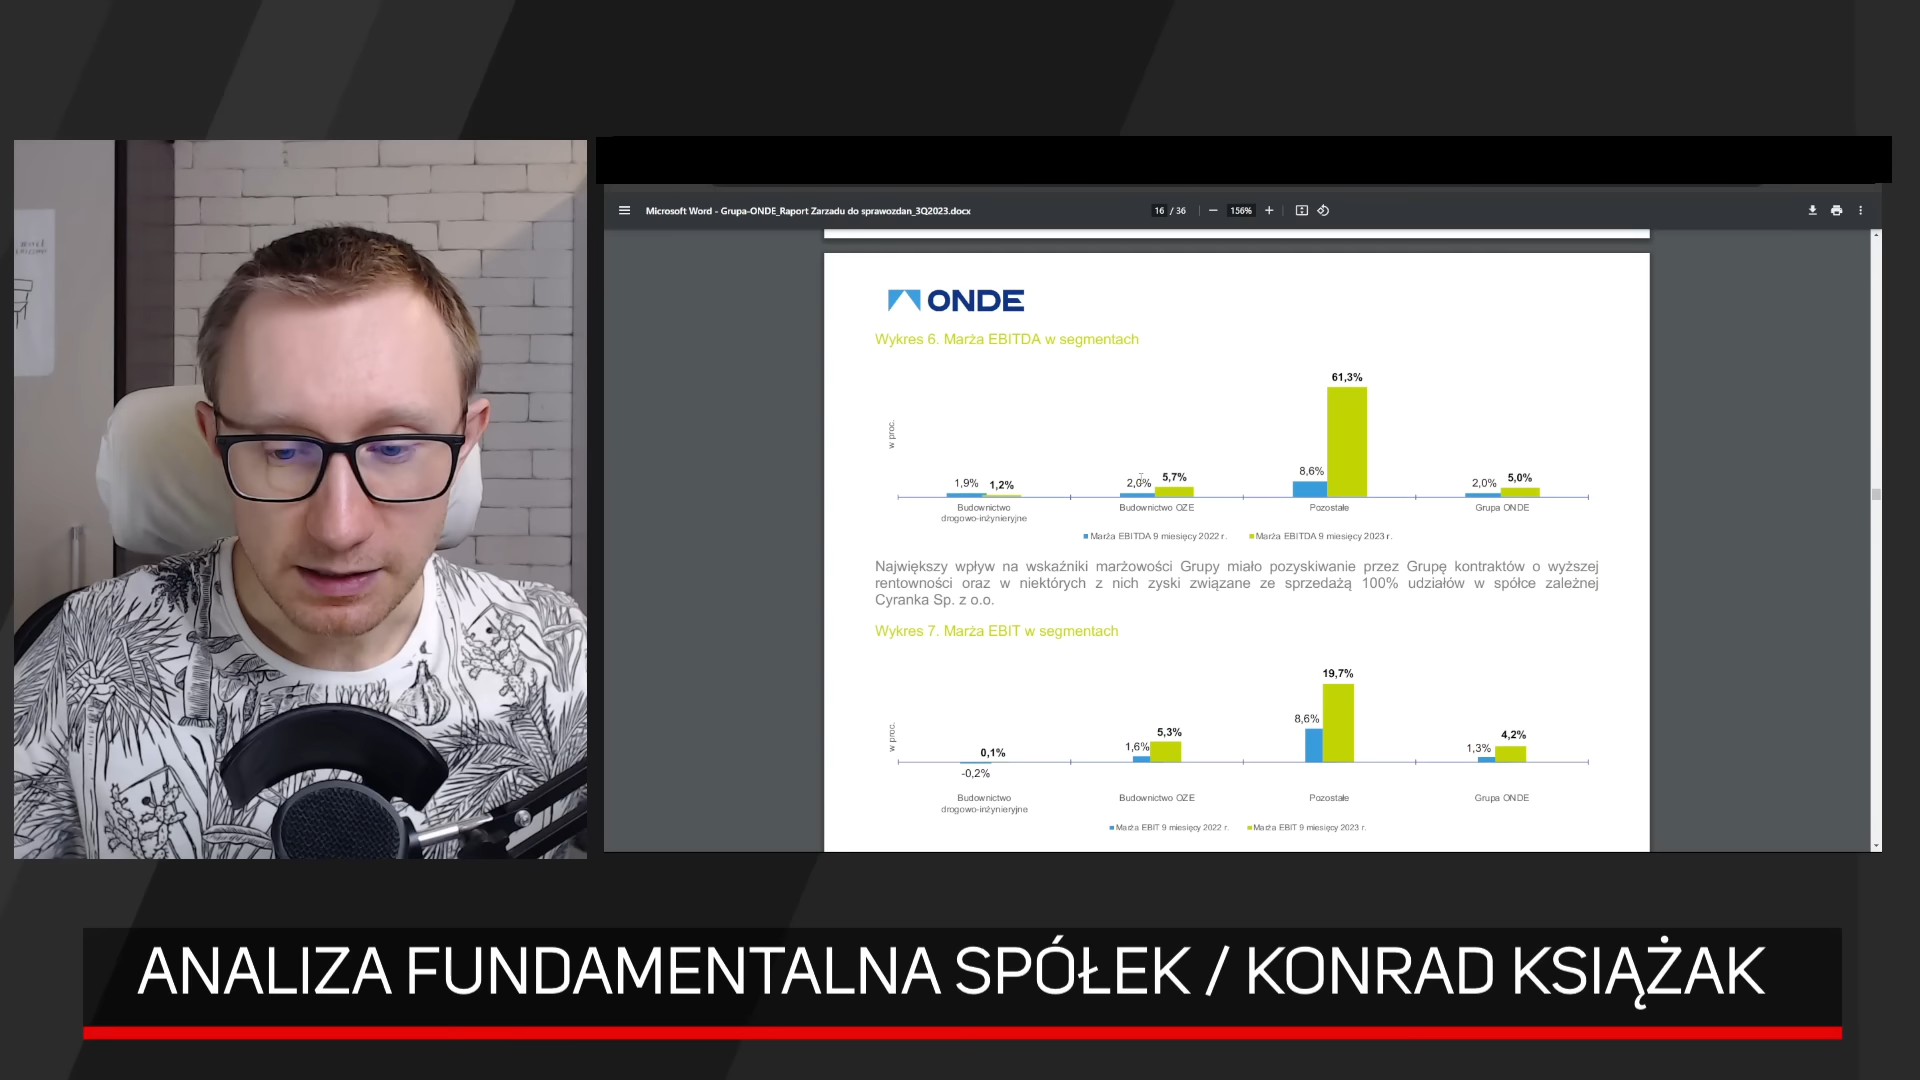 Microsoft Word - Grupa-ONDE_Raport Zarzadu do sprawozdan_3Q2023.docx
16 / 36
156%
ONDE
Wykres 6. Marża EBITDA w segmentach
w proc.
1,9%
1,2%
2,0%
5,7%
8,6%
61,3%
2,0%
5,0%
Budownictwo
drogowo-inżynieryjne
Budownictwo OZE
Pozostałe
Grupa ONDE
Marża EBITDA 9 miesięcy 2022 r.
Marża EBITDA 9 miesięcy 2023 r.
Największy wpływ na wskaźniki marżowości Grupy miało pozyskiwanie przez Grupę kontraktów o wyższej
rentowności oraz w niektórych z nich zyski związane ze sprzedażą 100% udziałów w spółce zależnej
Cyranka Sp. z o.o.
Wykres 7. Marża EBIT w segmentach
w proc.
-0,2%
0,1%
1,6%
5,3%
8,6%
19,7%
1,3%
4,2%
Budownictwo
drogowo-inżynieryjne
Budownictwo OZE
Pozostałe
Grupa ONDE
Marża EBIT 9 miesięcy 2022 r.
Marża EBIT 9 miesięcy 2023 r.
ANALIZA FUNDAMENTALNA SPÓŁEK / KONRAD KSIĄŻAK